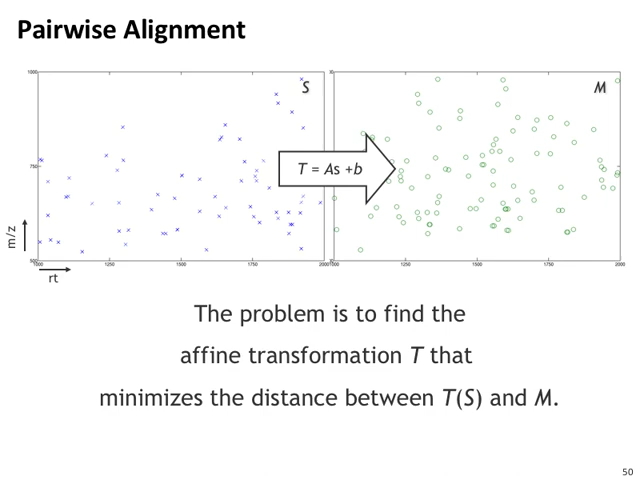 Pairwise Alignment
S
M
T = As +b
1000
750
500
m/z
1000 1250 1500 1750 2000
1250 1500 1750 2000
rt
The problem is to find the
affine transformation T that
minimizes the distance between T(S) and M.
50